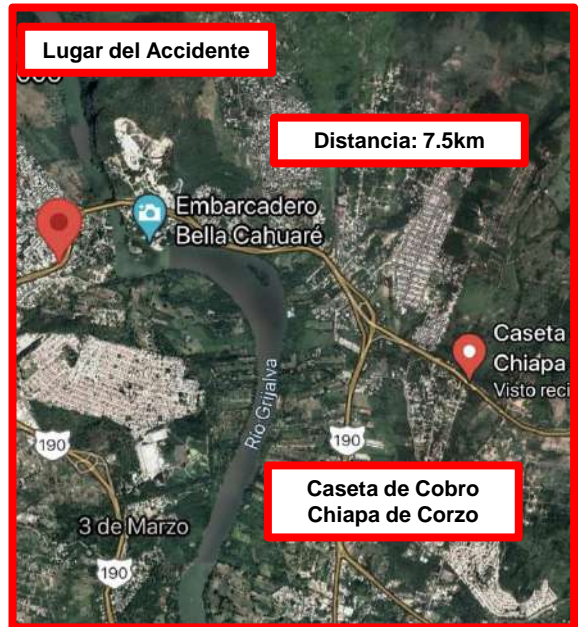 Lugar del Accidente
Distancia: 7.5km
Embarcadero
Bella Cahuaré
Caseta
Chiapa
Visto reci
Río Grijalva
190
190
Caseta de Cobro
Chiapa de Corzo
3 de Marzo
190